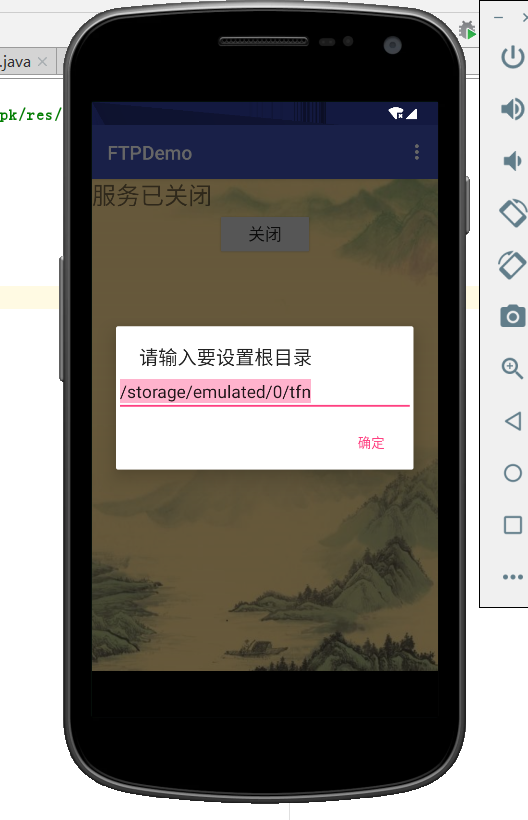 .java
pk/res/
FTPDemo
服务已关闭
关闭
请输入要设置根目录
/storage/emulated/0/tfn
确定